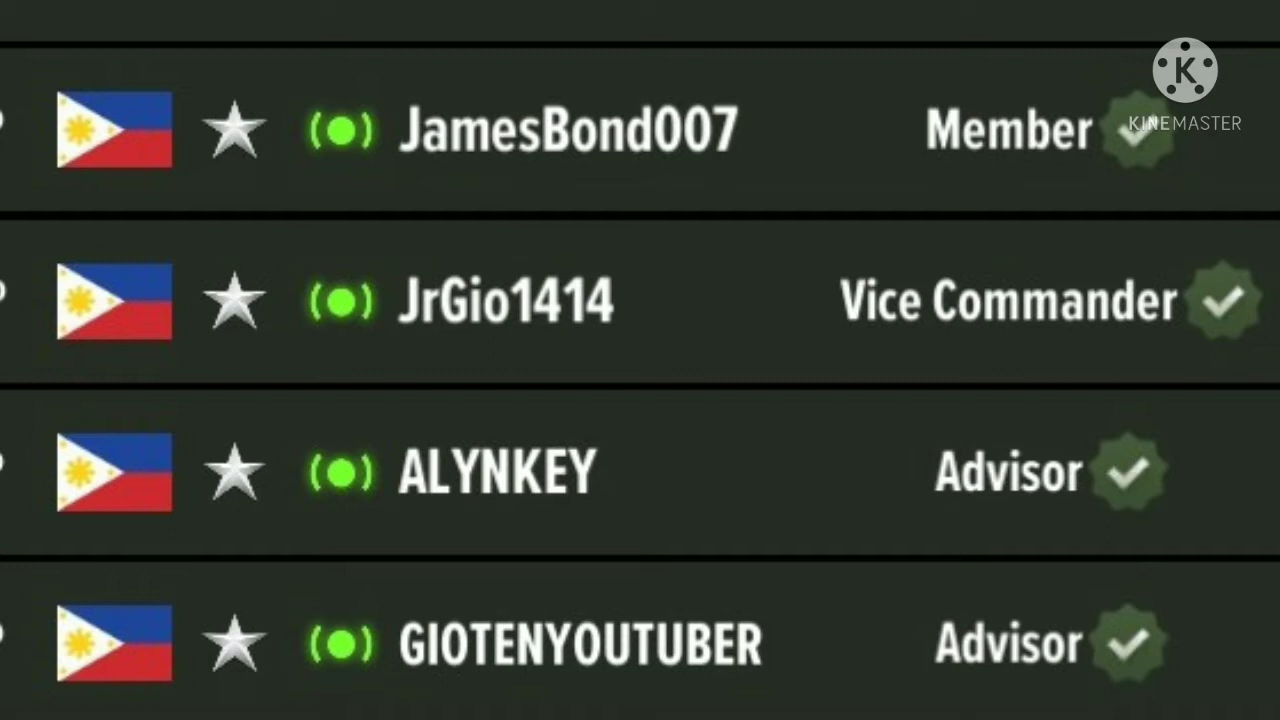 K
KINEMASTER
JamesBond007 Member
JrGio1414 Vice Commander
ALYNKEY Advisor
GIOTENYOUTUBER Advisor